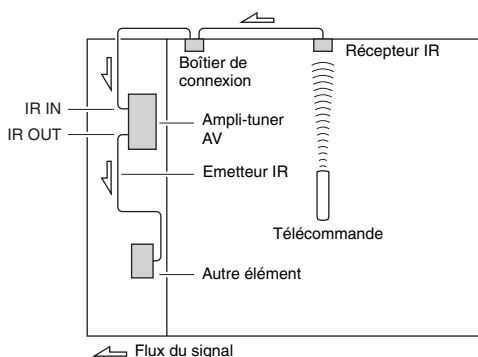 Récepteur IR
Boîtier de
connexion
IR IN
Ampli-tuner
AV
IR OUT
Emetteur IR
Télécommande
Autre élément
Flux du signal